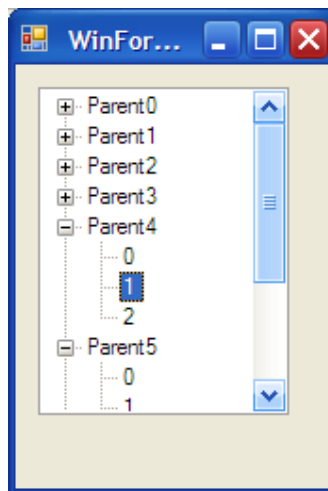 WinFor...
Parent0
Parent1
Parent2
Parent3
Parent4
0
1
2
Parent5
0
1